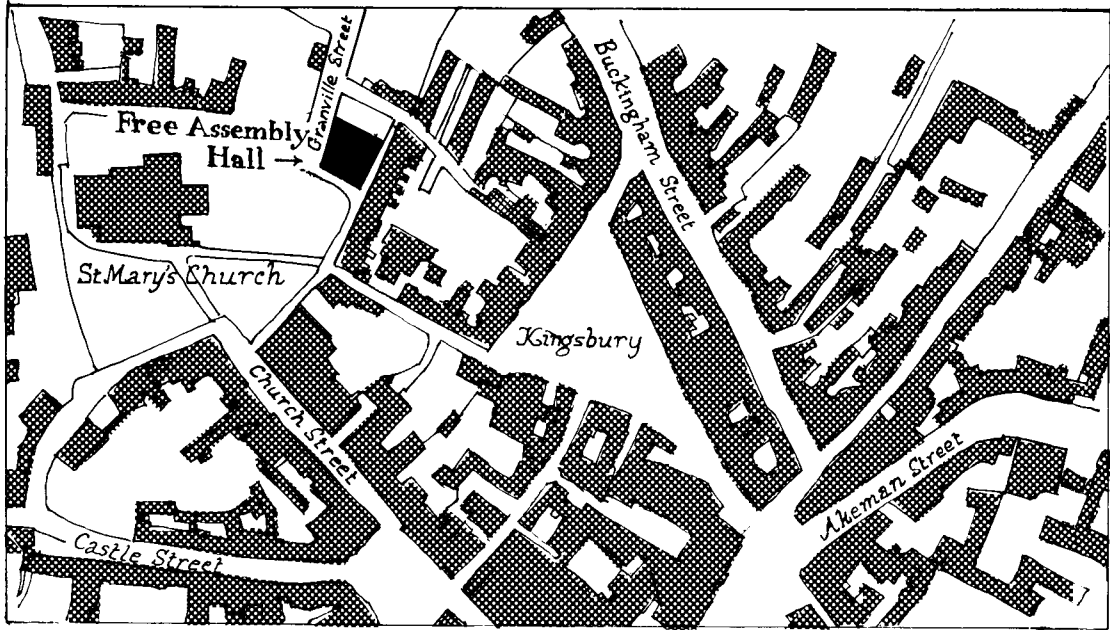 Granville Street
Buckingham Street
Free Assembly
Hall →
St. Mary's Church
Kingsbury
Church Street
Akeman Street
Castle Street